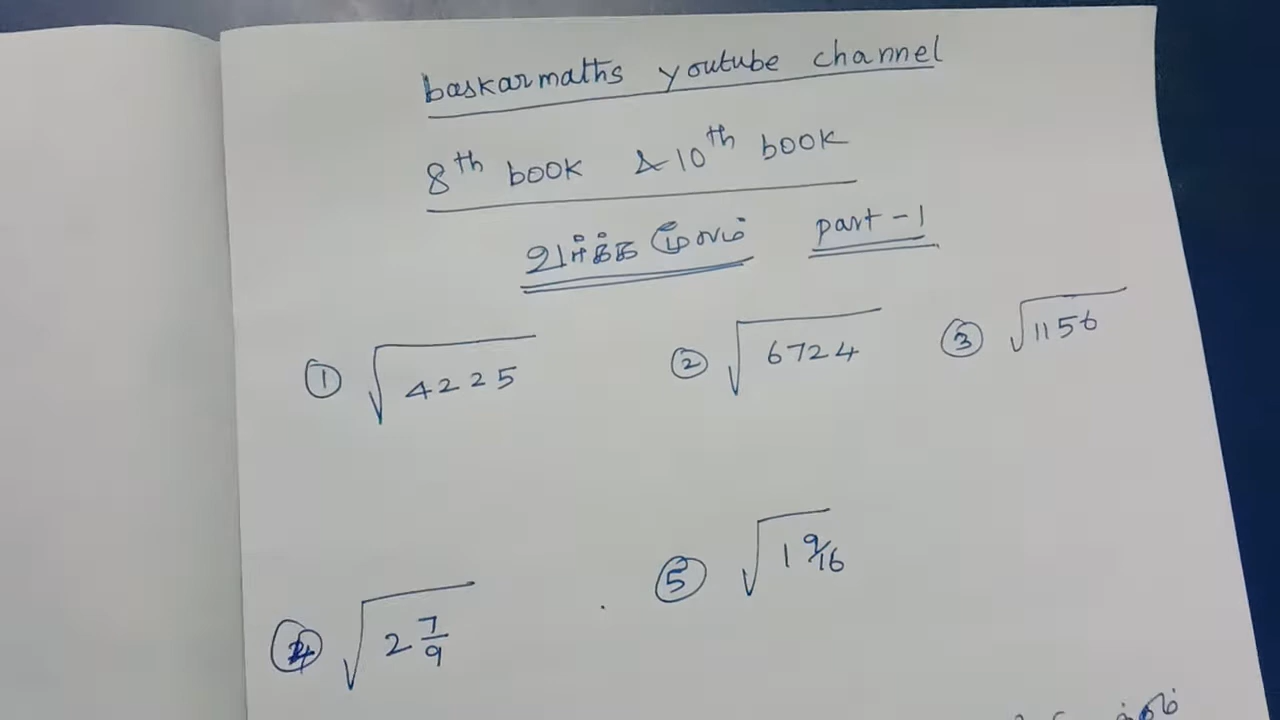 baskarmaths youtube channel
8th book & 10th book
வர்க்க மூலம் part - 1
① √4225 ② √6724 ③ √1156
④ √2 7/9 ⑤ √1 9/16